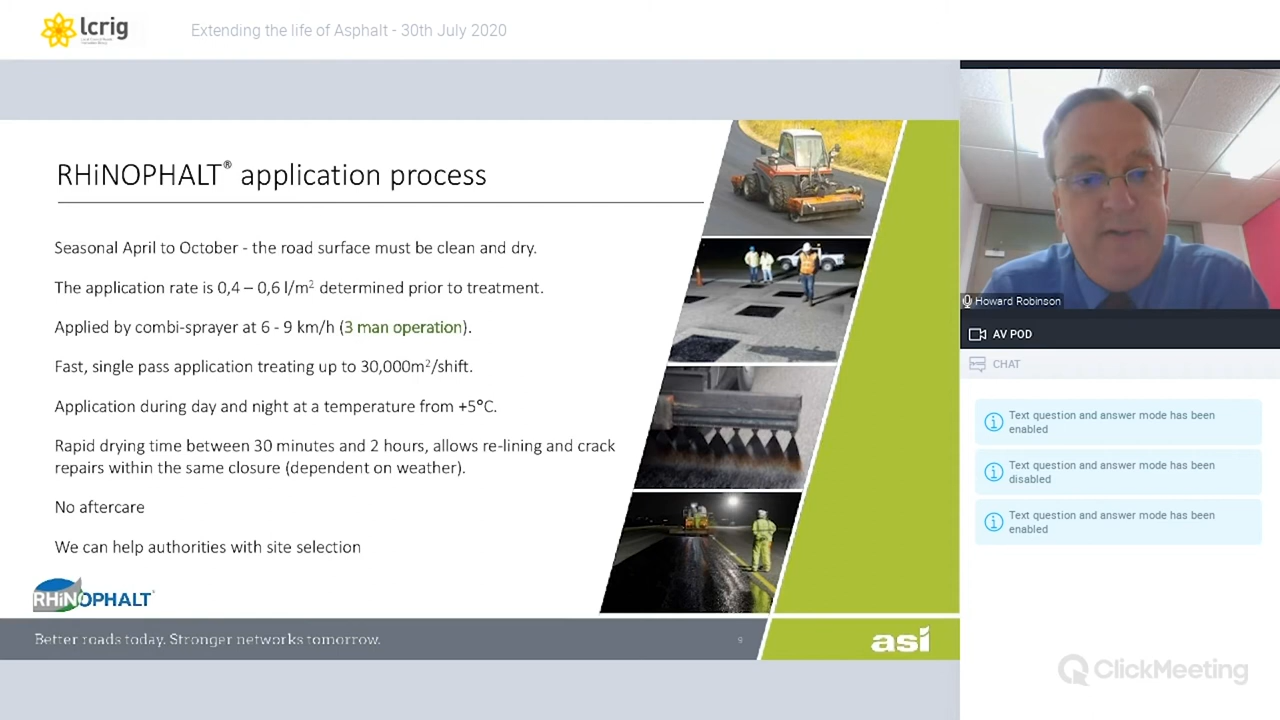 lcrig
Extending the life of Asphalt - 30th July 2020
RHiNOPHALT® application process
Seasonal April to October - the road surface must be clean and dry.
The application rate is 0,4 – 0,6 l/m² determined prior to treatment.
Applied by combi-sprayer at 6 - 9 km/h (3 man operation).
Fast, single pass application treating up to 30,000m²/shift.
Application during day and night at a temperature from +5°C.
Rapid drying time between 30 minutes and 2 hours, allows re-lining and crack
repairs within the same closure (dependent on weather).
No aftercare
We can help authorities with site selection
RHiNOPHALT®
Better roads today. Stronger networks tomorrow.
9
asi
Howard Robinson
AV POD
CHAT
Text question and answer mode has been
enabled
Text question and answer mode has been
disabled
Text question and answer mode has been
enabled
ClickMeeting